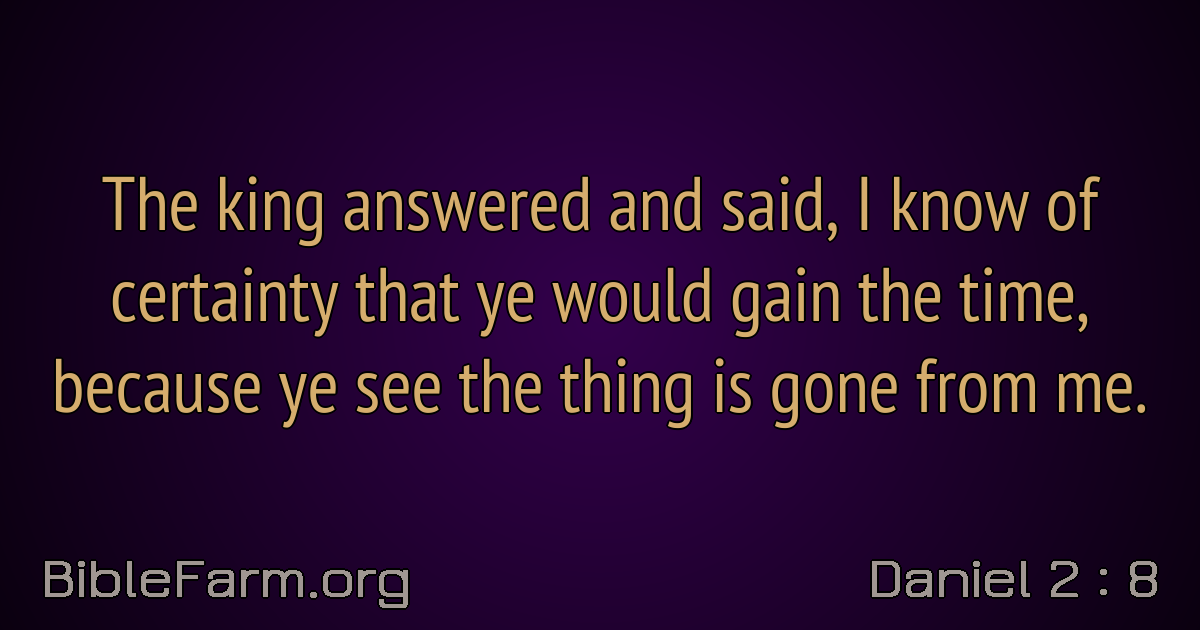 The king answered and said, I know of
certainty that ye would gain the time,
because ye see the thing is gone from me.
BibleFarm.org
Daniel 2 : 8